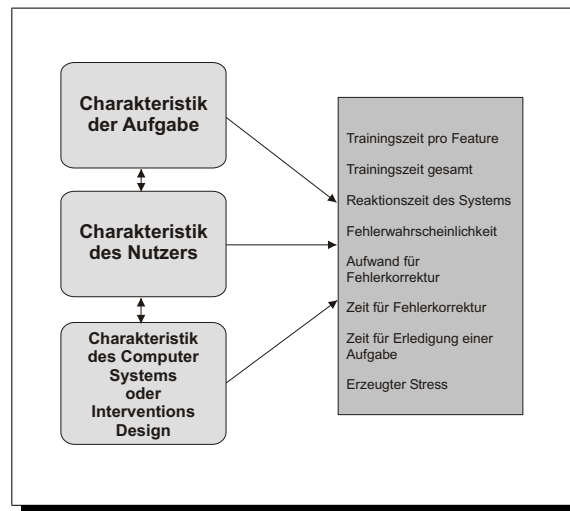 Charakteristik
der Aufgabe
Charakteristik
des Nutzers
Charakteristik
des Computer
Systems
oder
Interventions
Design
Trainingszeit pro Feature
Trainingszeit gesamt
Reaktionszeit des Systems
Fehlerwahrscheinlichkeit
Aufwand für
Fehlerkorrektur
Zeit für Fehlerkorrektur
Zeit für Erledigung einer
Aufgabe
Erzeugter Stress